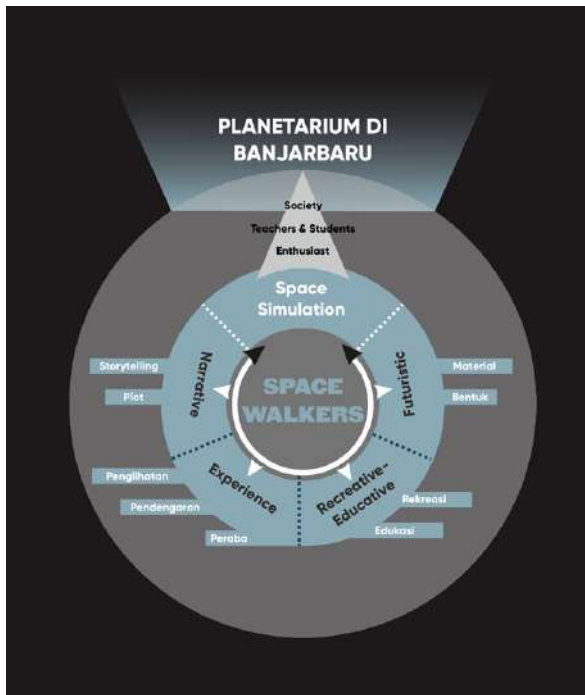 PLANETARIUM DI
BANJARBARU
Society
Teachers & Students
Enthusiast
Space
Simulation
Narrative
Futuristic
Storytelling
Plot
Material
Bentuk
SPACE
WALKERS
Experience
Recreative-
Educative
Penglihatan
Pendengaran
Peraba
Rekreasi
Edukasi